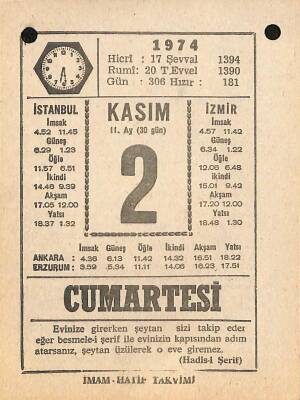 1974
Hicrî : 17 Şevval 1394
Rumî: 20 T.Evvel 1390
Gün : 306 Hızır : 181
İSTANBUL
İmsak
4.52 11.45
Güneş
6.29 1.23
Öğle
11.57 6.51
İkindi
14.46 9.39
Akşam
17.05 12.00
Yatsı
18.37 1.32
KASIM
11. Ay (30 gün)
2
İZMİR
İmsak
4.57 11.42
Güneş
6.34 1.22
Öğle
12.06 6.48
İkindi
15.01 9.42
Akşam
17.20 12.00
Yatsı
18.48 1.30
İmsak Güneş Öğle İkindi Akşam Yatsı
ANKARA : 4.36 6.13 11.42 14.32 16.51 18.22
ERZURUM : 3.59 5.34 11.11 14.06 16.23 17.51
CUMARTESİ
Evinize girerken şeytan sizi takip eder
eğer besmele-i şerif ile evinizin kapısından adım
atarsanız, şeytan üzülerek o eve giremez.
(Hadis-i Şerif)
İMAM-HATİP TAKVİMİ